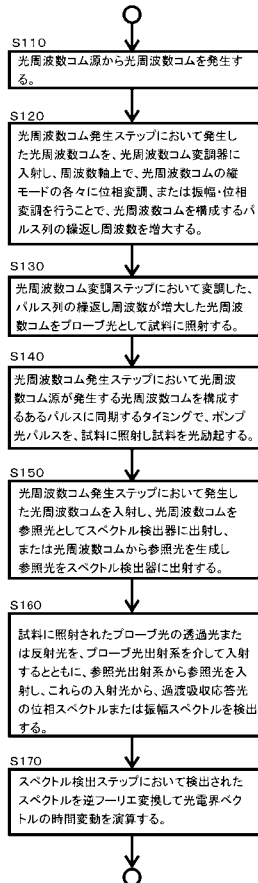 S110
光周波数コム源から光周波数コムを発生す
る。
S120
光周波数コム発生ステップにおいて発生し
た光周波数コムを、光周波数コム変調器に
入射し、周波数軸上で、光周波数コムの縦
モードの各々に位相変調、または振幅・位相
変調を行うことで、光周波数コムを構成するパ
ルス列の繰返し周波数を増大する。
S130
光周波数コム変調ステップにおいて変調した、
パルス列の繰返し周波数が増大した光周波
数コムをプローブ光として試料に照射する。
S140
光周波数コム発生ステップにおいて光周波
数コム源が発生する光周波数コムを構成す
るあるパルスに同期するタイミングで、ポンプ
光パルスを、試料に照射し試料を光励起する。
S150
光周波数コム発生ステップにおいて発生し
た光周波数コムを入射し、光周波数コムを
参照光としてスペクトル検出器に出射し、
または光周波数コムから参照光を生成し
参照光をスペクトル検出器に出射する。
S160
試料に照射されたプローブ光の透過光また
は反射光を、プローブ光出射系を介して入射
するとともに、参照光出射系から参照光を入
射し、これらの入射光から、過渡吸収応答光
の位相スペクトルまたは振幅スペクトルを検出
する。
S170
スペクトル検出ステップにおいて検出された
スペクトルを逆フーリエ変換して光電界ベク
トルの時間変動を演算する。